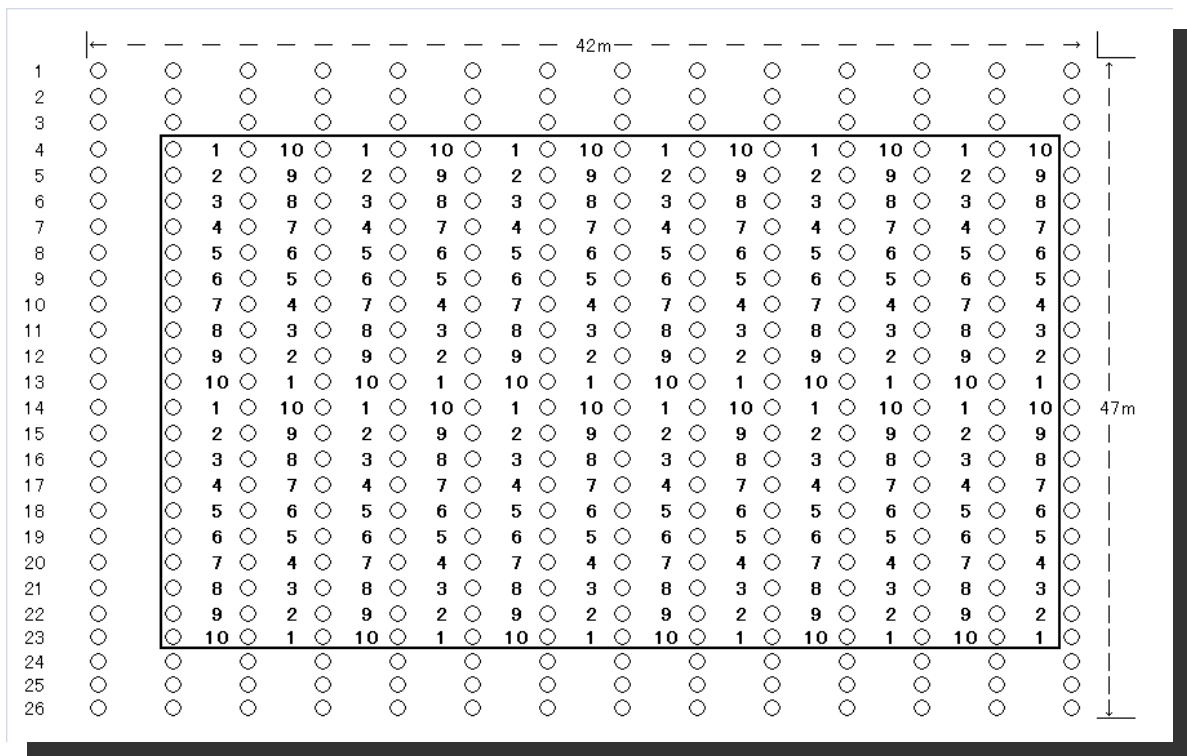 42m
1
2
3
4 1 10 1 10 1 10 1 10 1 10 1 10
5 2 9 2 9 2 9 2 9 2 9 2 9
6 3 8 3 8 3 8 3 8 3 8 3 8
7 4 7 4 7 4 7 4 7 4 7 4 7
8 5 6 5 6 5 6 5 6 5 6 5 6
9 6 5 6 5 6 5 6 5 6 5 6 5
10 7 4 7 4 7 4 7 4 7 4 7 4
11 8 3 8 3 8 3 8 3 8 3 8 3
12 9 2 9 2 9 2 9 2 9 2 9 2
13 10 1 10 1 10 1 10 1 10 1 10 1
14 1 10 1 10 1 10 1 10 1 10 1 10 47m
15 2 9 2 9 2 9 2 9 2 9 2 9
16 3 8 3 8 3 8 3 8 3 8 3 8
17 4 7 4 7 4 7 4 7 4 7 4 7
18 5 6 5 6 5 6 5 6 5 6 5 6
19 6 5 6 5 6 5 6 5 6 5 6 5
20 7 4 7 4 7 4 7 4 7 4 7 4
21 8 3 8 3 8 3 8 3 8 3 8 3
22 9 2 9 2 9 2 9 2 9 2 9 2
23 10 1 10 1 10 1 10 1 10 1 10 1
24
25
26